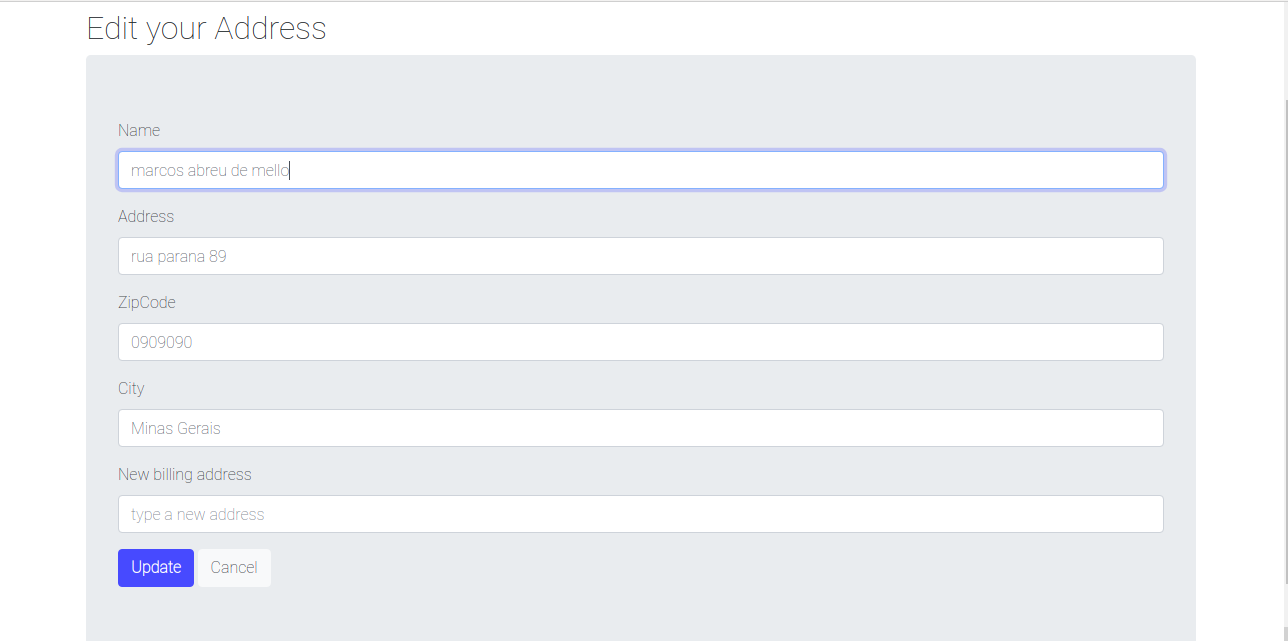 Edit your Address
Name
marcos abreu de mello
Address
rua parana 89
ZipCode
0909090
City
Minas Gerais
New billing address
type a new address
Update Cancel